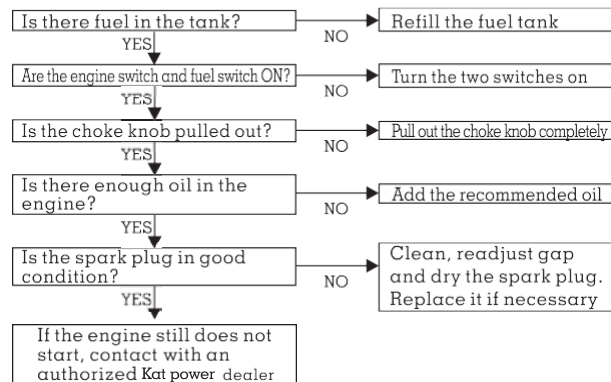 Is there fuel in the tank?
NO
Refill the fuel tank
YES
Are the engine switch and fuel switch ON?
NO
Turn the two switches on
YES
Is the choke knob pulled out?
NO
Pull out the choke knob completely
YES
Is there enough oil in the
engine?
NO
Add the recommended oil
YES
Is the spark plug in good
condition?
NO
Clean, readjust gap
and dry the spark plug.
Replace it if necessary
YES
If the engine still does not
start, contact with an
authorized Kat power dealer